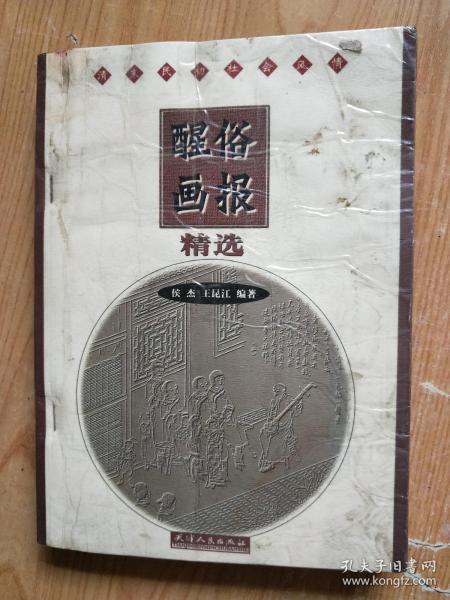 清末民初社会风情
醒俗
画报
精选
侯杰 王昆江 编著
天津人民出版社
孔夫子旧书网
www.kongfz.com